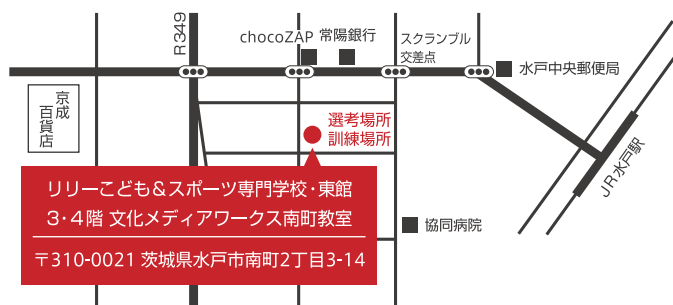 R349
chocoZAP
常陽銀行
スクランブル
交差点
水戸中央郵便局
京成
百貨店
選考場所
訓練場所
JR水戸駅
リリーこども&スポーツ専門学校・東館
3・4階 文化メディアワークス南町教室
〒310-0021 茨城県水戸市南町2丁目3-14
協同病院